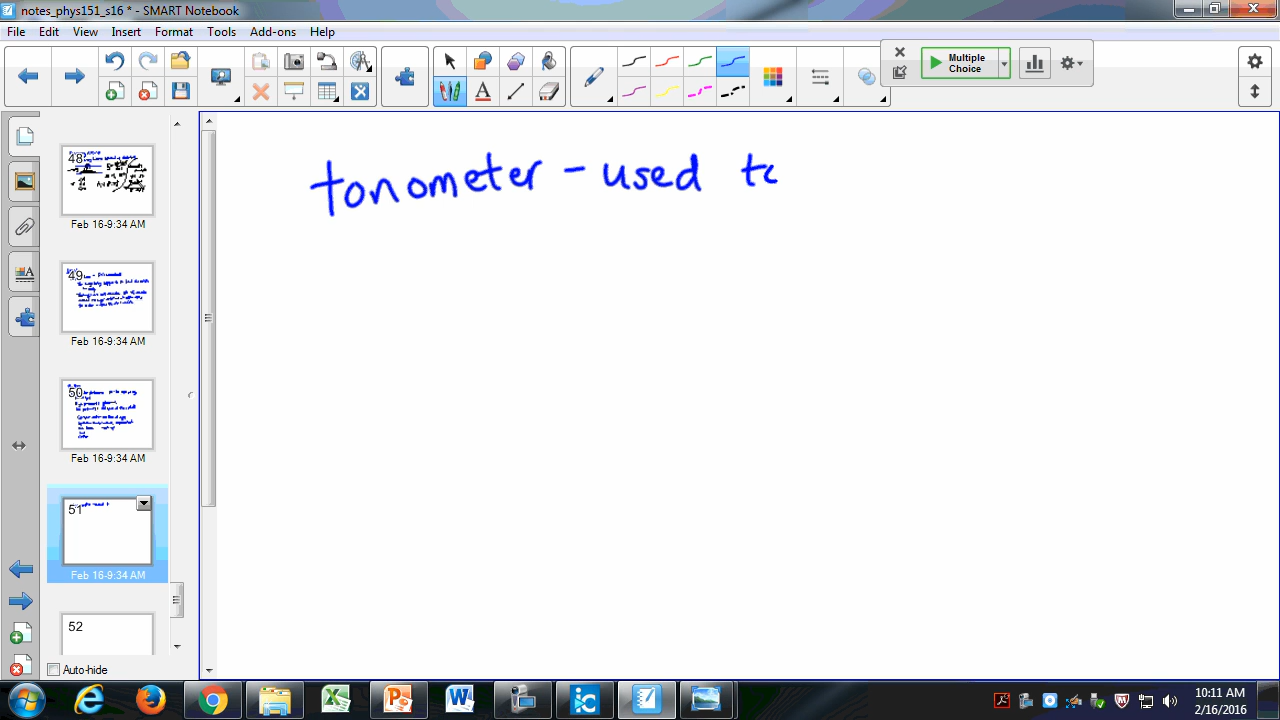 notes_phys151_s16 * - SMART Notebook
File Edit View Insert Format Tools Add-ons Help
Multiple
Choice
tonometer - used to
48
Feb 16-9:34 AM
49
Feb 16-9:34 AM
50
Feb 16-9:34 AM
51
Feb 16-9:34 AM
52
Auto-hide
10:11 AM
2/16/2016